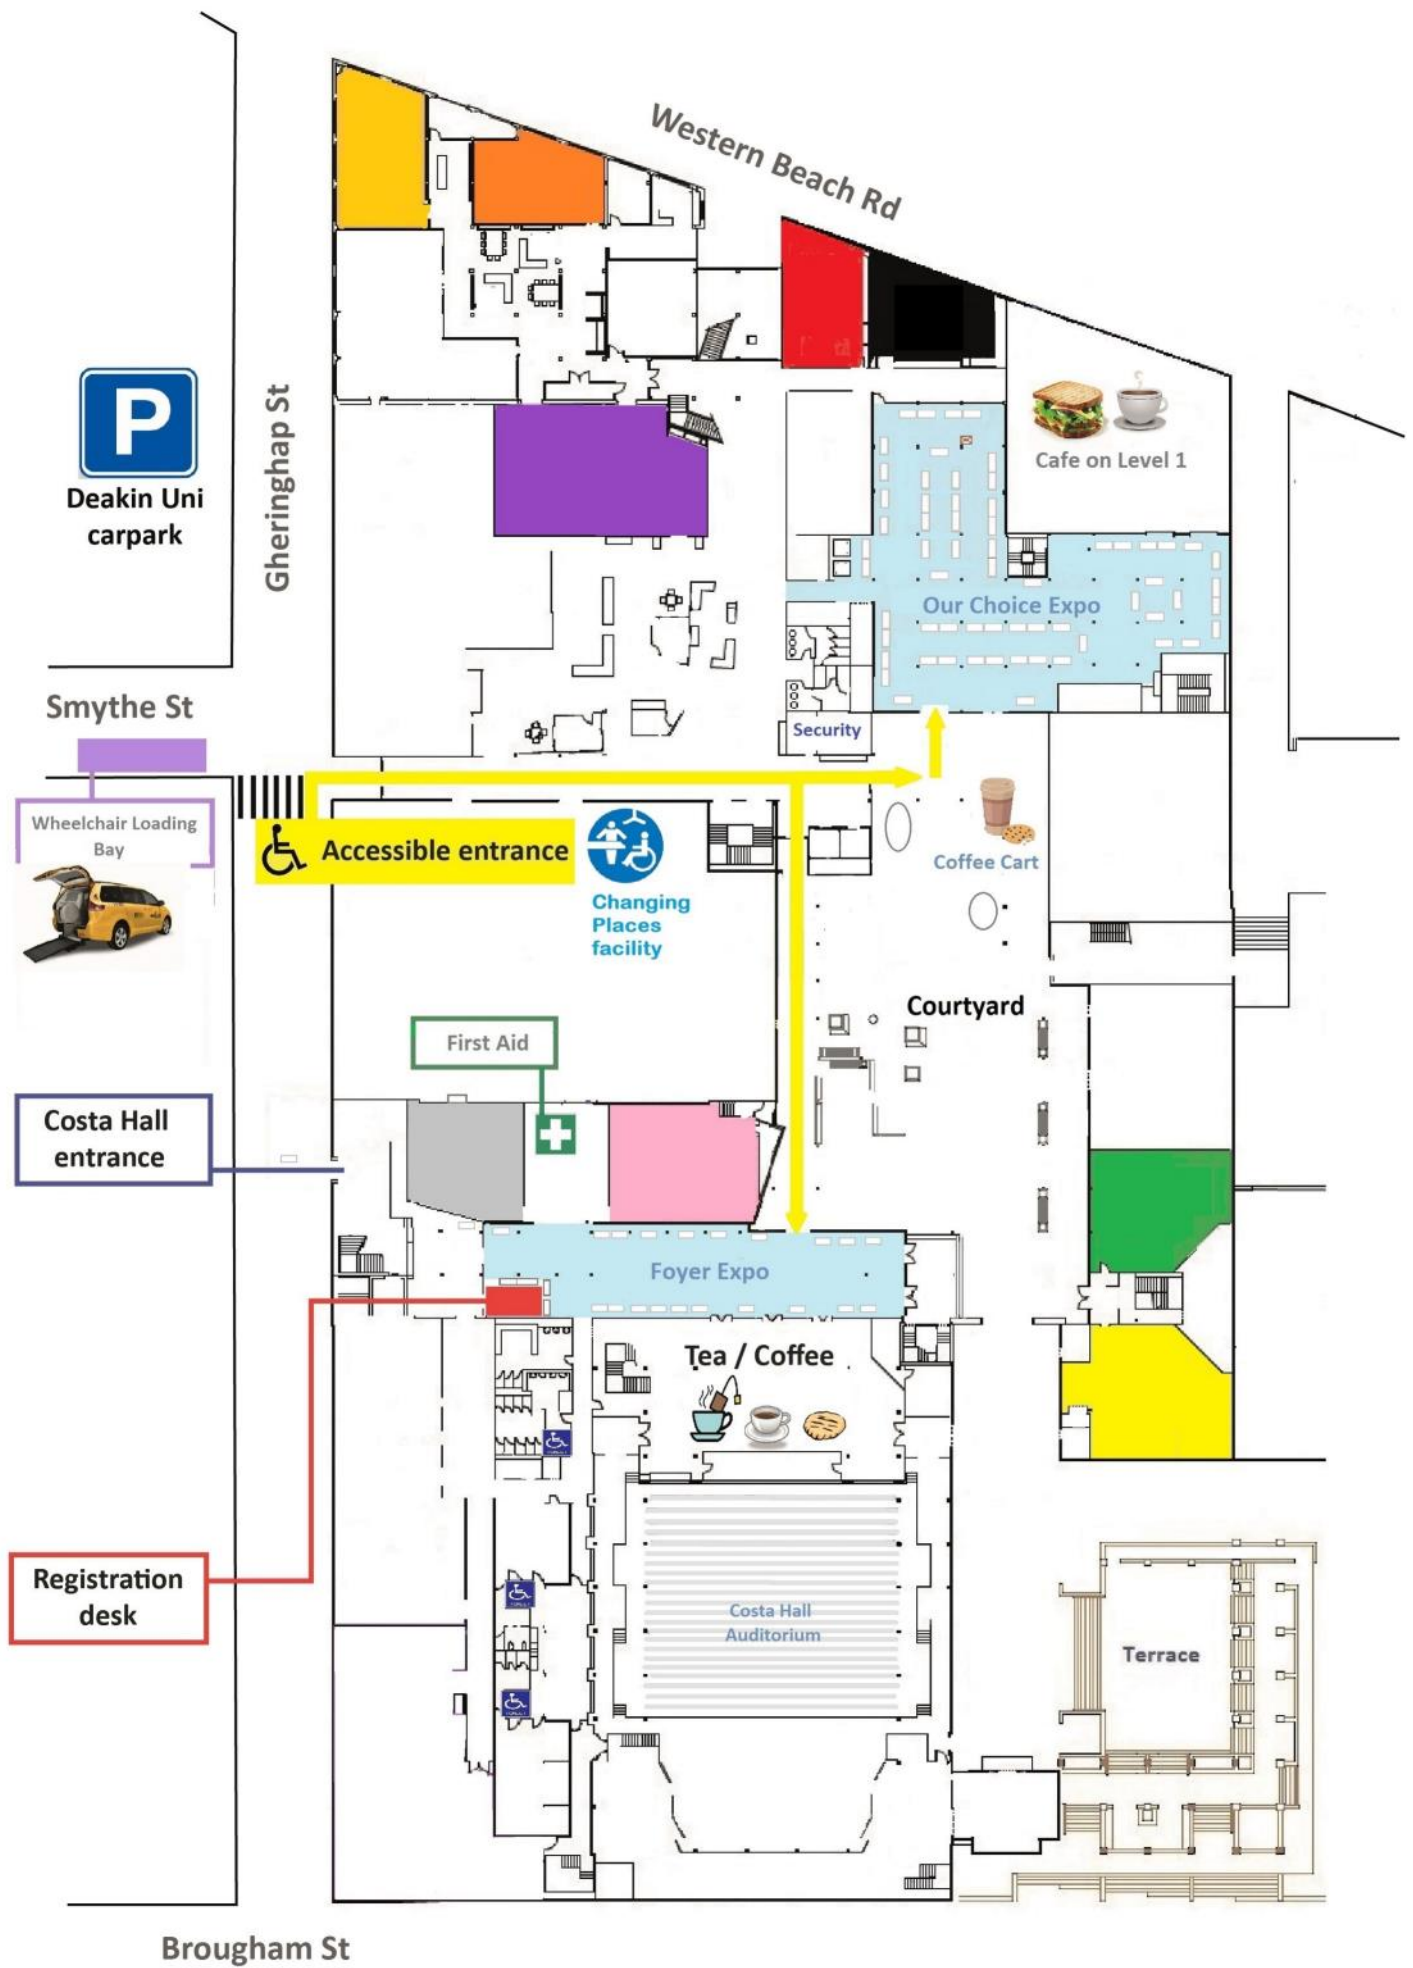 Western Beach Rd
P
Deakin Uni
carpark
Gheringhap St
Cafe on Level 1
Our Choice Expo
Smythe St
Security
Wheelchair Loading
Bay
Accessible entrance
Changing
Places
facility
Coffee Cart
Courtyard
First Aid
Costa Hall
entrance
Foyer Expo
Tea / Coffee
Registration
desk
Costa Hall
Auditorium
Terrace
Brougham St